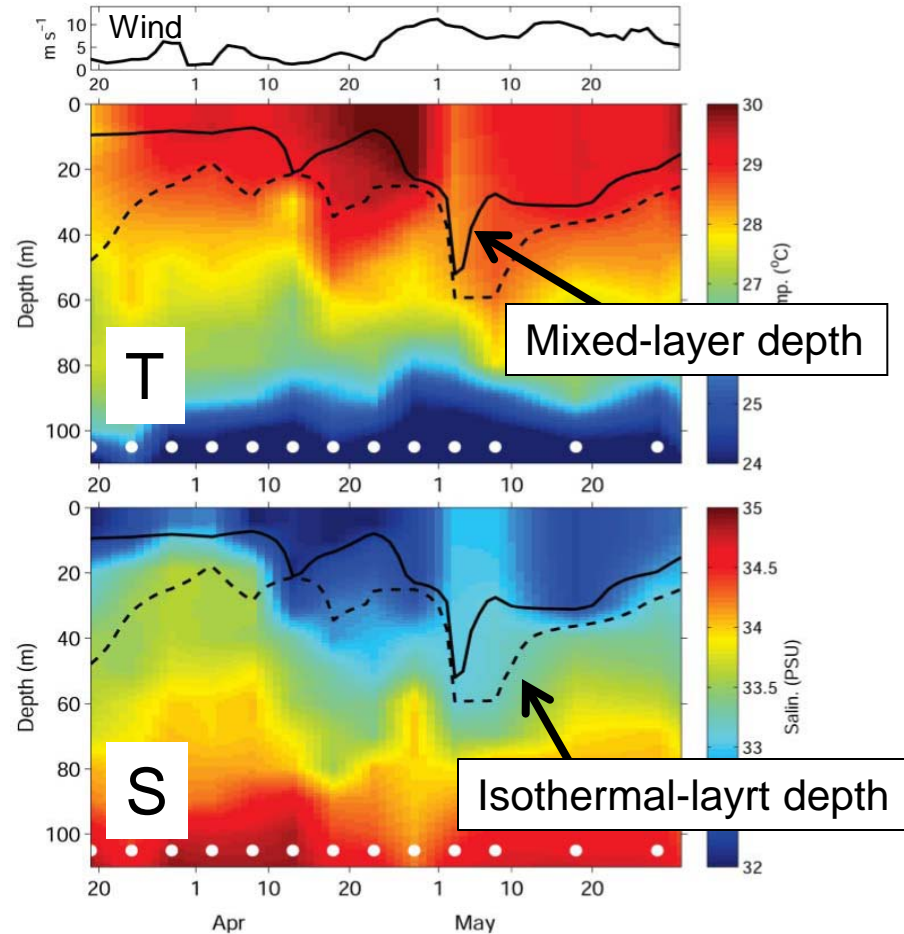 Wind
m s⁻¹
10
5
0
20 1 10 20 1 10 20
0
20
40
60
80
100
Depth (m)
T
Mixed-layer depth
30
29
28
27
25
24
mp. (°C)
20 1 10 20 1 10 20
0
20
40
60
80
100
Depth (m)
S
Isothermal-layrt depth
35
34.5
34
33.5
33
32
Salin. (PSU)
20 1 10 20 1 10 20
Apr May